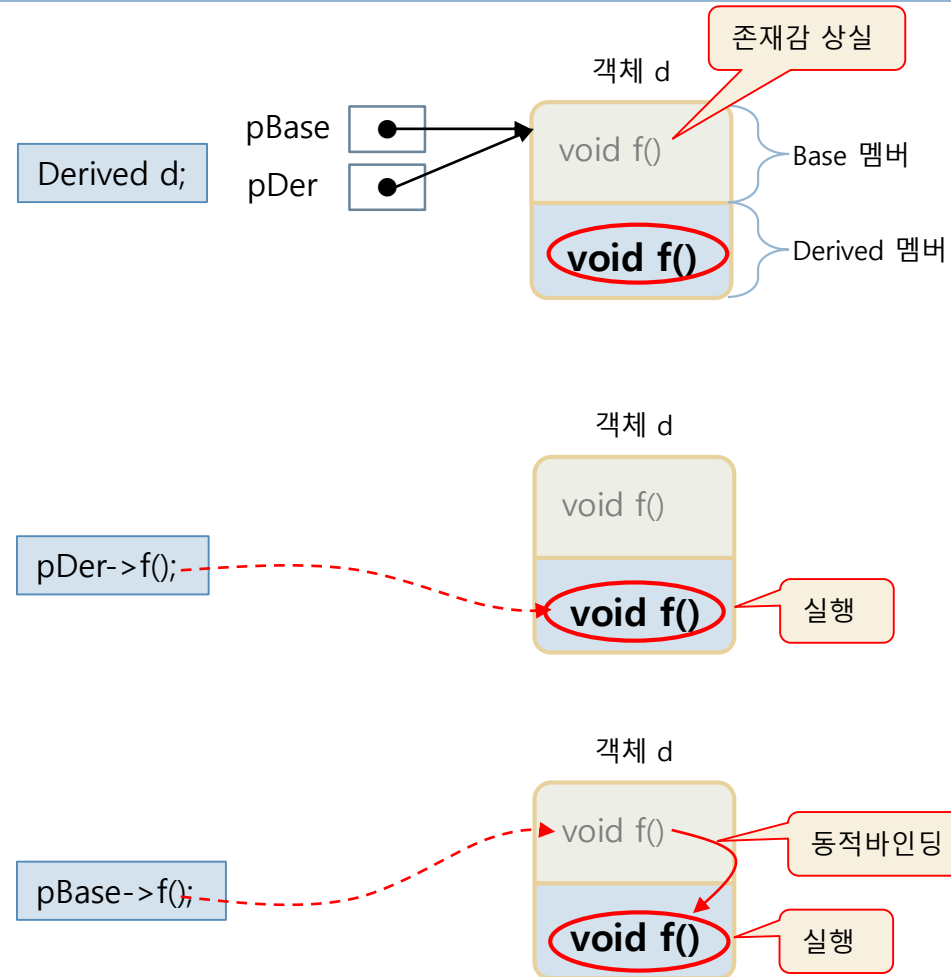 존재감 상실
객체 d
pBase
void f()
Base 멤버
Derived d;
pDer
void f()
Derived 멤버
객체 d
void f()
pDer->f();
void f()
실행
객체 d
void f()
동적바인딩
pBase->f();
void f()
실행